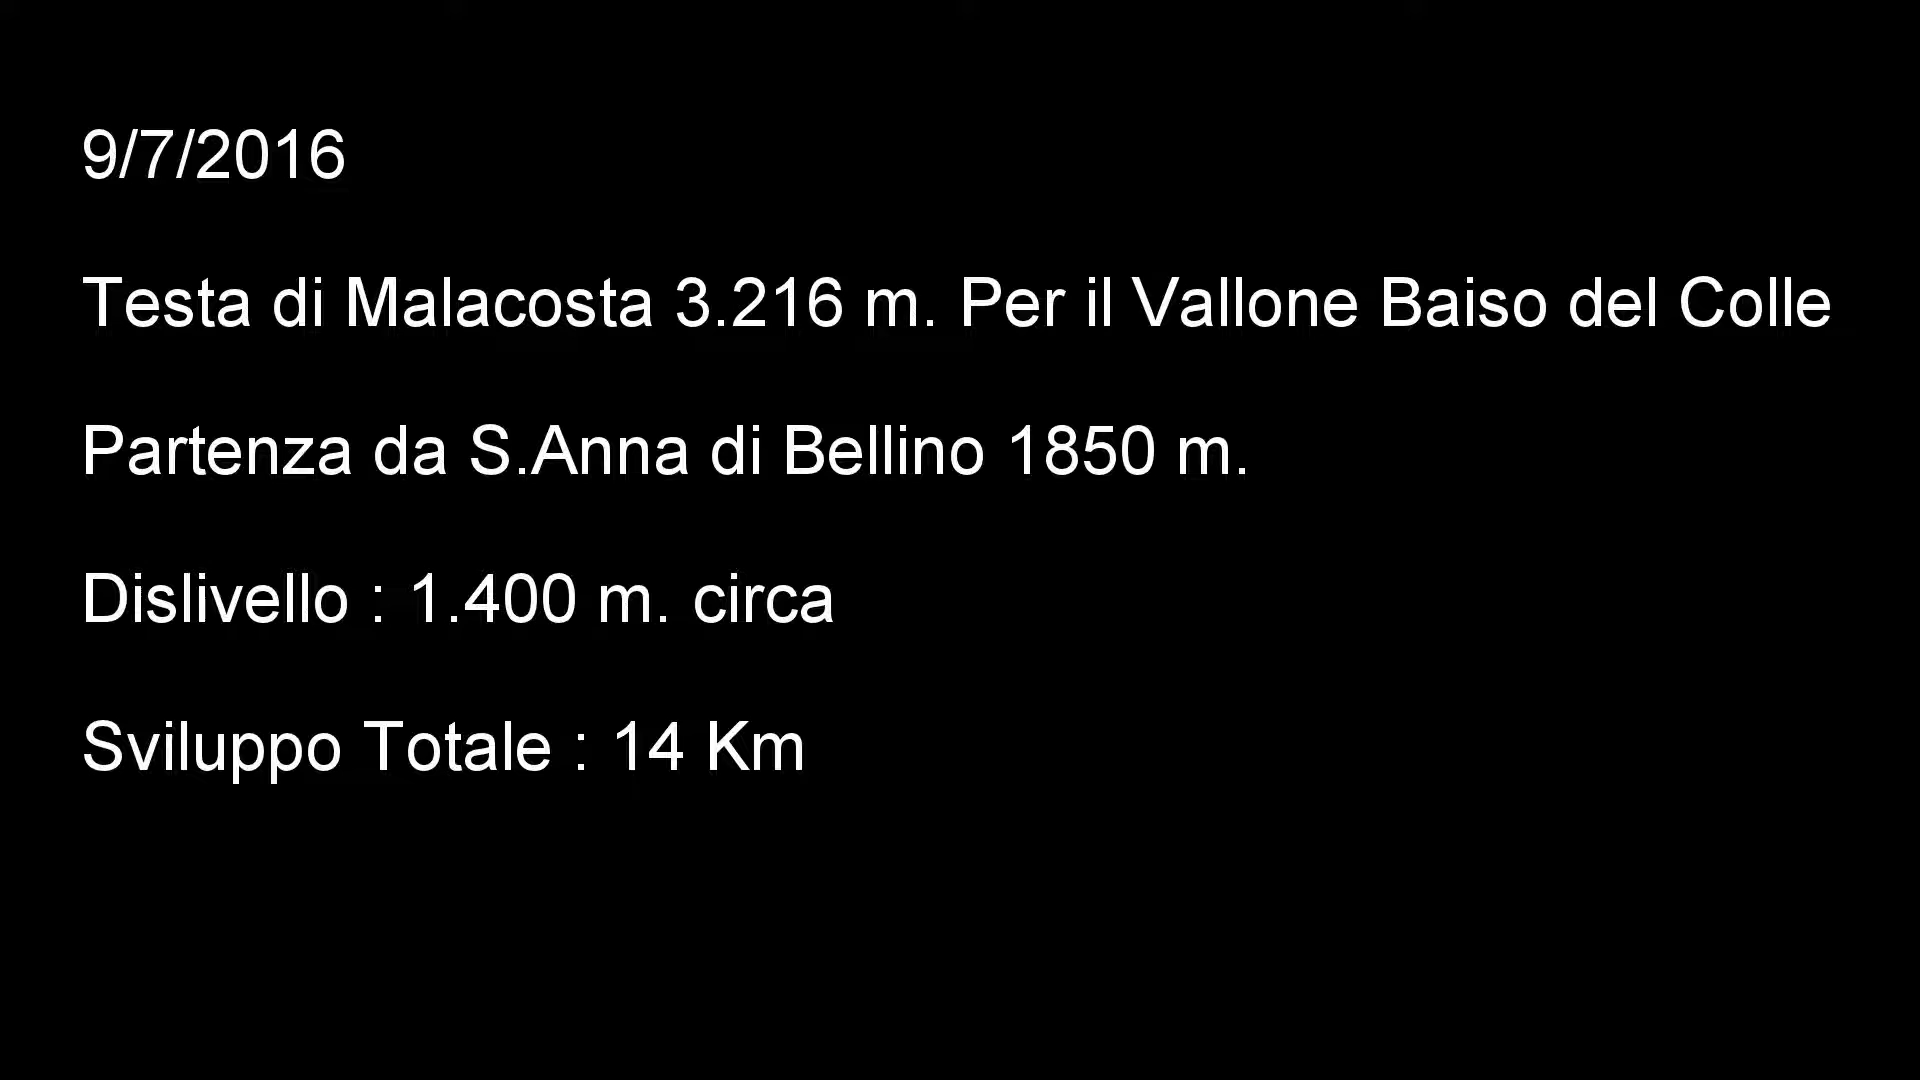 9/7/2016
Testa di Malacosta 3.216 m. Per il Vallone Baiso del Colle
Partenza da S.Anna di Bellino 1850 m.
Dislivello : 1.400 m. circa
Sviluppo Totale : 14 Km